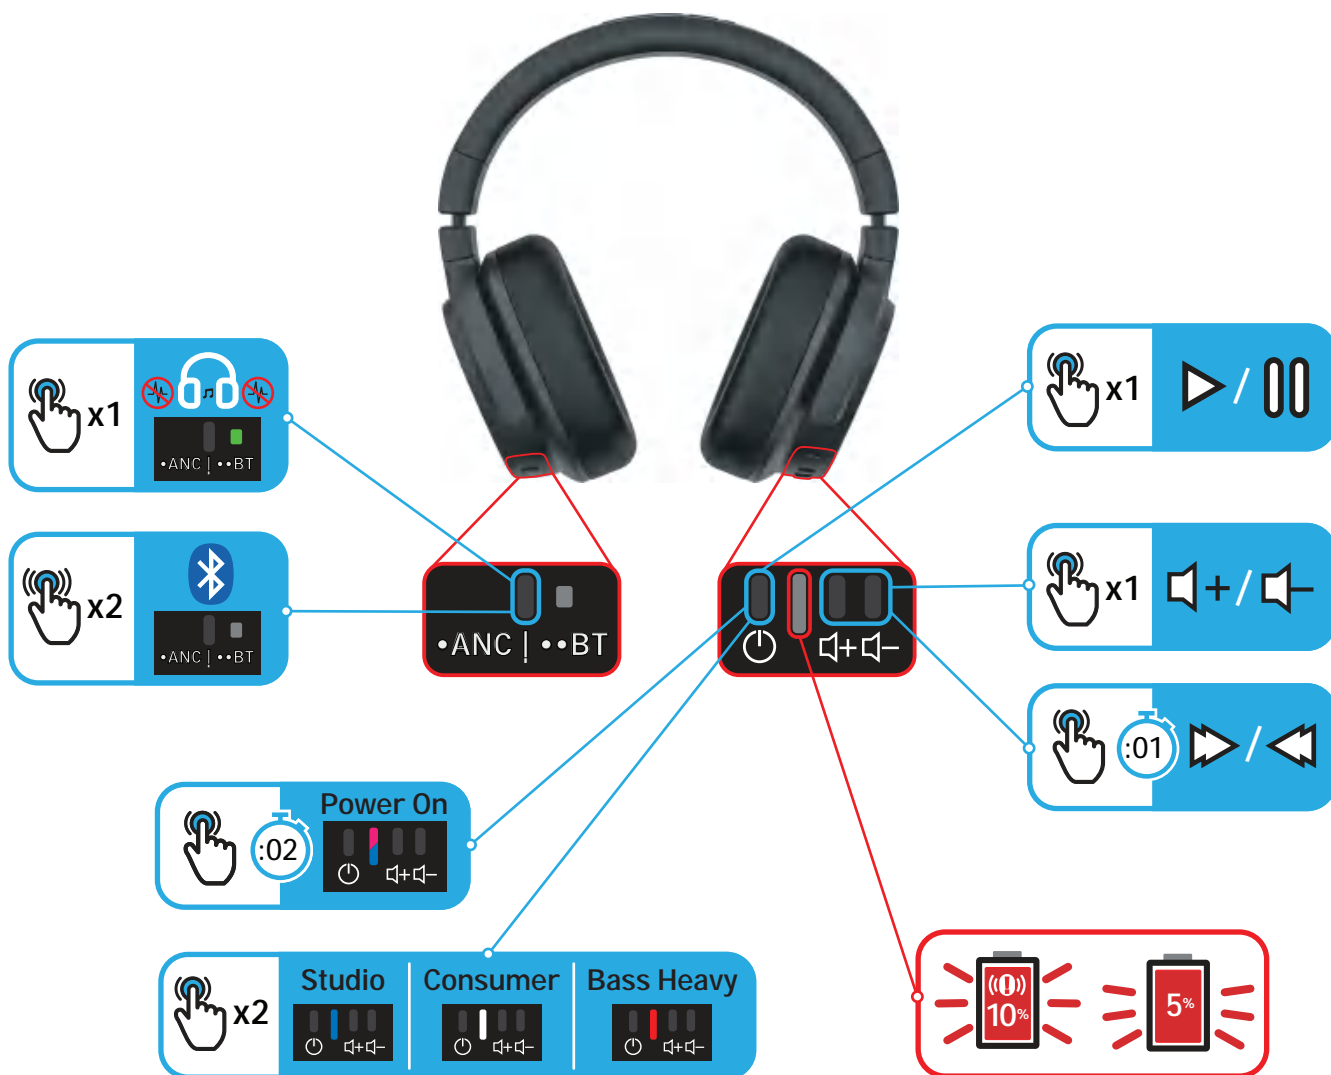 x1
•ANC | ••BT
x2
•ANC | ••BT
•ANC | ••BT
+ −
x1
/
x1
+ / −
:01
/
:02
Power On
+ −
x2
Studio
+ −
Consumer
+ −
Bass Heavy
+ −
10%
5%